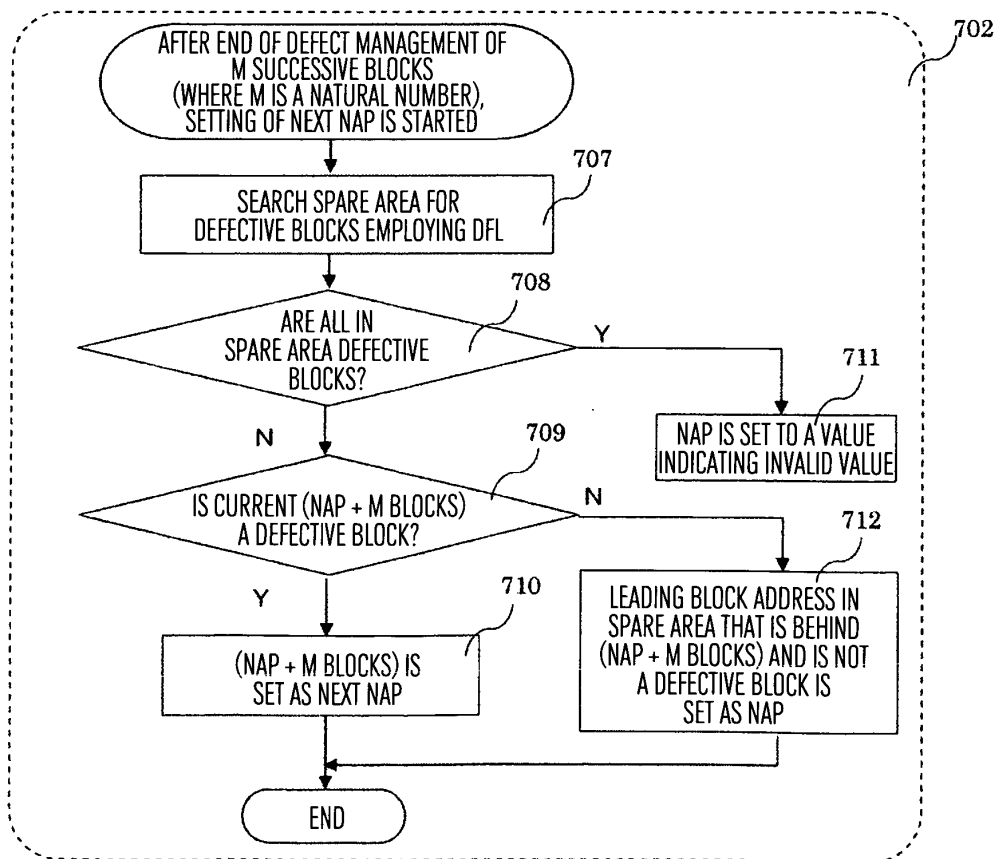 702
AFTER END OF DEFECT MANAGEMENT OF
M SUCCESSIVE BLOCKS
(WHERE M IS A NATURAL NUMBER),
SETTING OF NEXT NAP IS STARTED
707
SEARCH SPARE AREA FOR
DEFECTIVE BLOCKS EMPLOYING DFL
708
ARE ALL IN
SPARE AREA DEFECTIVE
BLOCKS?
Y
711
NAP IS SET TO A VALUE
INDICATING INVALID VALUE
N
709
IS CURRENT (NAP + M BLOCKS)
A DEFECTIVE BLOCK?
N
712
LEADING BLOCK ADDRESS IN
SPARE AREA THAT IS BEHIND
(NAP + M BLOCKS) AND IS NOT
A DEFECTIVE BLOCK IS
SET AS NAP
Y
710
(NAP + M BLOCKS) IS
SET AS NEXT NAP
END